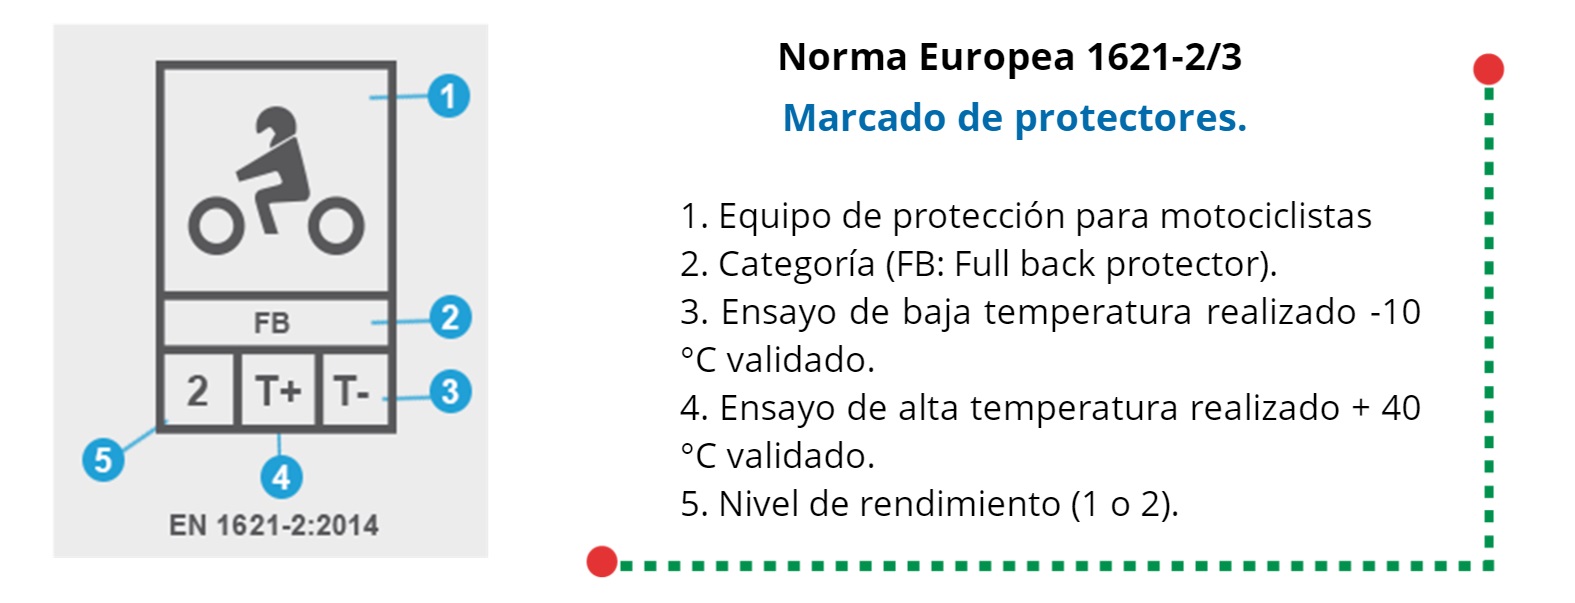 1
FB
2
2 T+ T-
3
5
4
EN 1621-2:2014
Norma Europea 1621-2/3
Marcado de protectores.
1. Equipo de protección para motociclistas
2. Categoría (FB: Full back protector).
3. Ensayo de baja temperatura realizado -10
°C validado.
4. Ensayo de alta temperatura realizado + 40
°C validado.
5. Nivel de rendimiento (1 o 2).